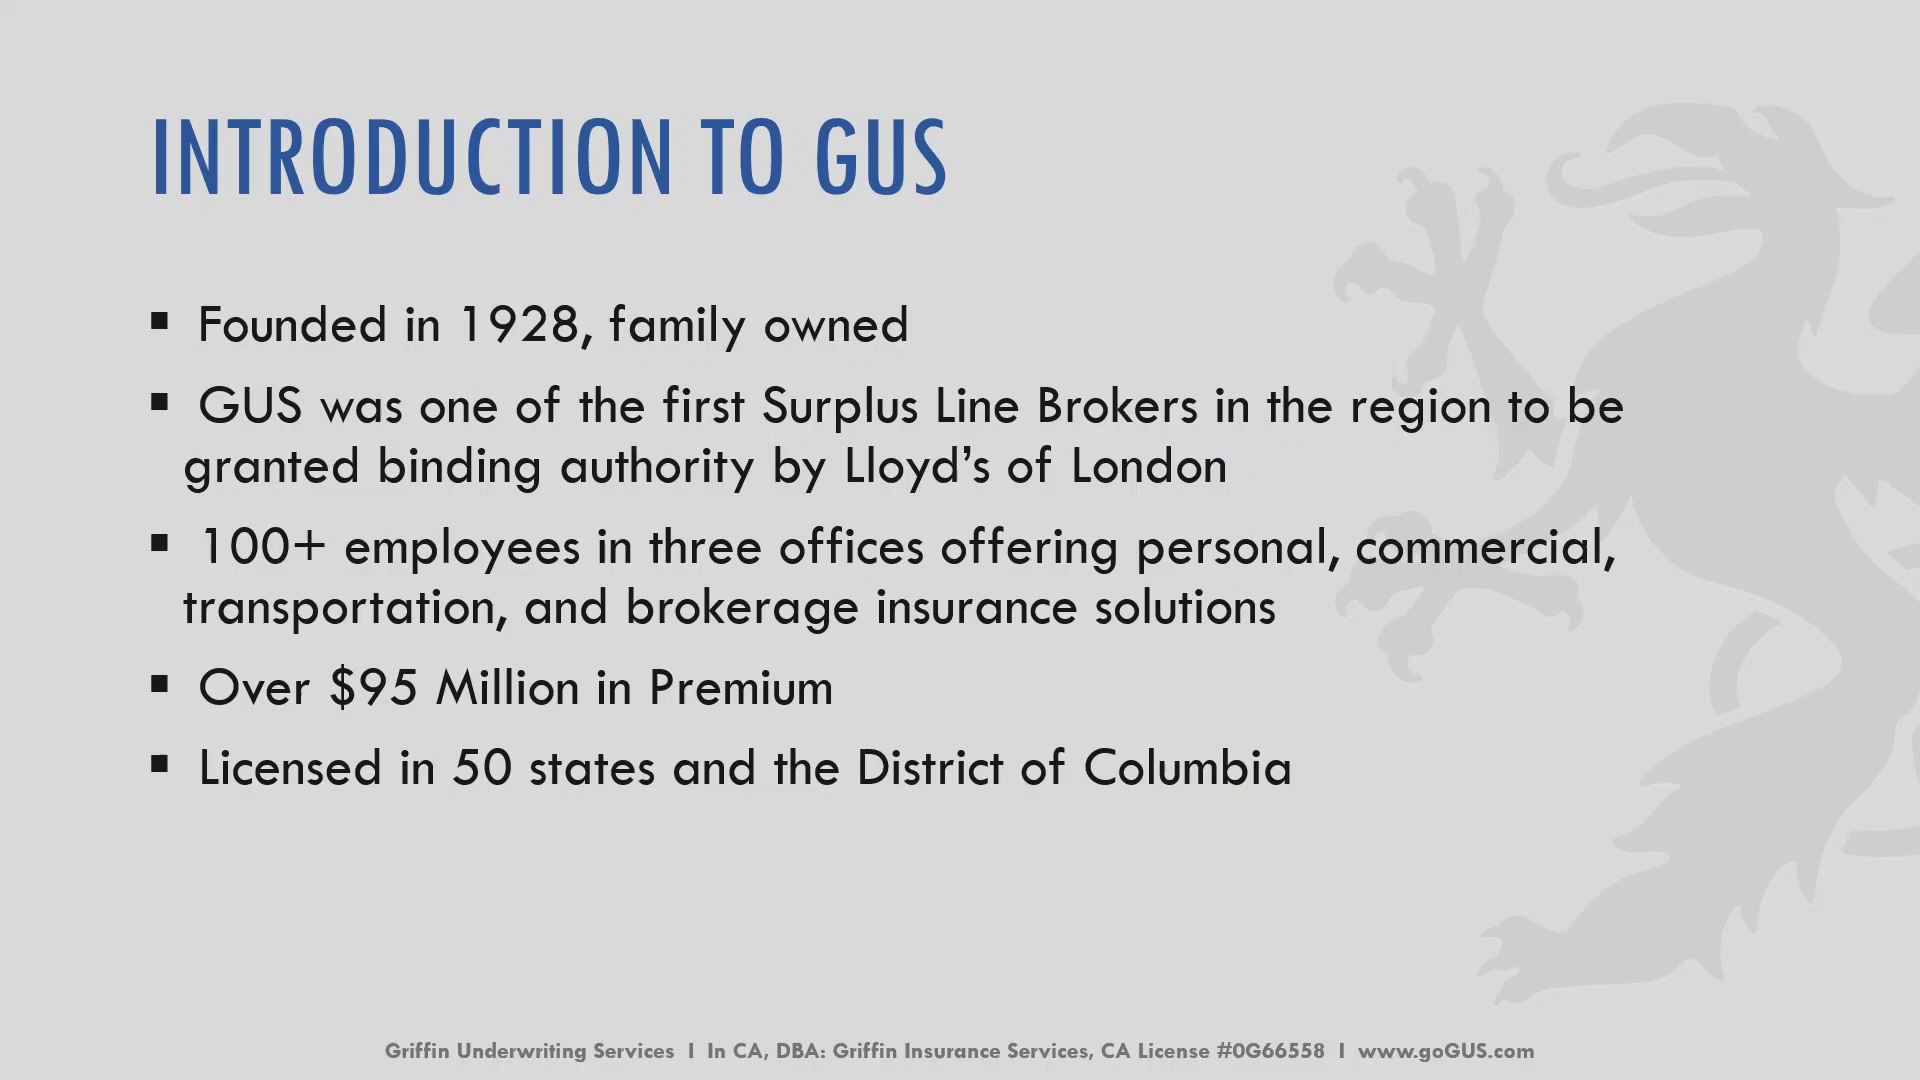 INTRODUCTION TO GUS
▪ Founded in 1928, family owned
▪ GUS was one of the first Surplus Line Brokers in the region to be
granted binding authority by Lloyd’s of London
▪ 100+ employees in three offices offering personal, commercial,
transportation, and brokerage insurance solutions
▪ Over $95 Million in Premium
▪ Licensed in 50 states and the District of Columbia
Griffin Underwriting Services I In CA, DBA: Griffin Insurance Services, CA License #0G66558 I www.goGUS.com